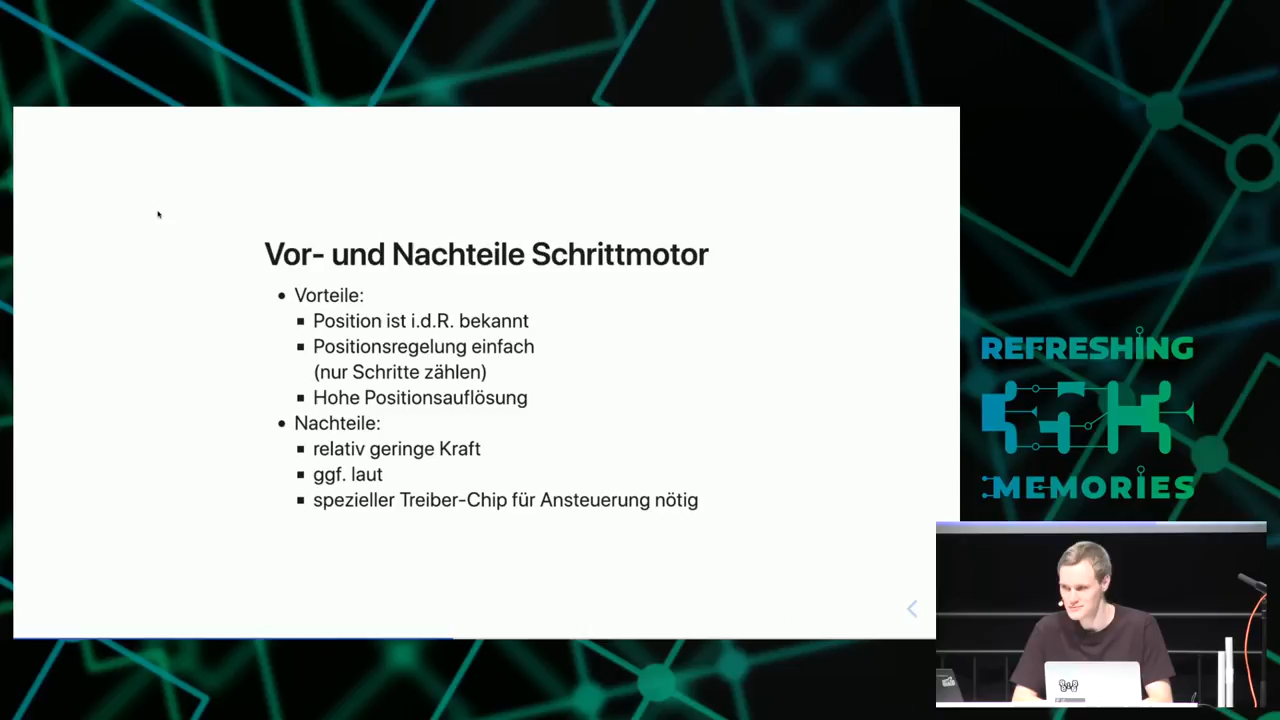 Vor- und Nachteile Schrittmotor
Vorteile:
Position ist i.d.R. bekannt
Positionsregelung einfach
(nur Schritte zählen)
Hohe Positionsauflösung
Nachteile:
relativ geringe Kraft
ggf. laut
spezieller Treiber-Chip für Ansteuerung nötig
REFRESHING
MEMORIES